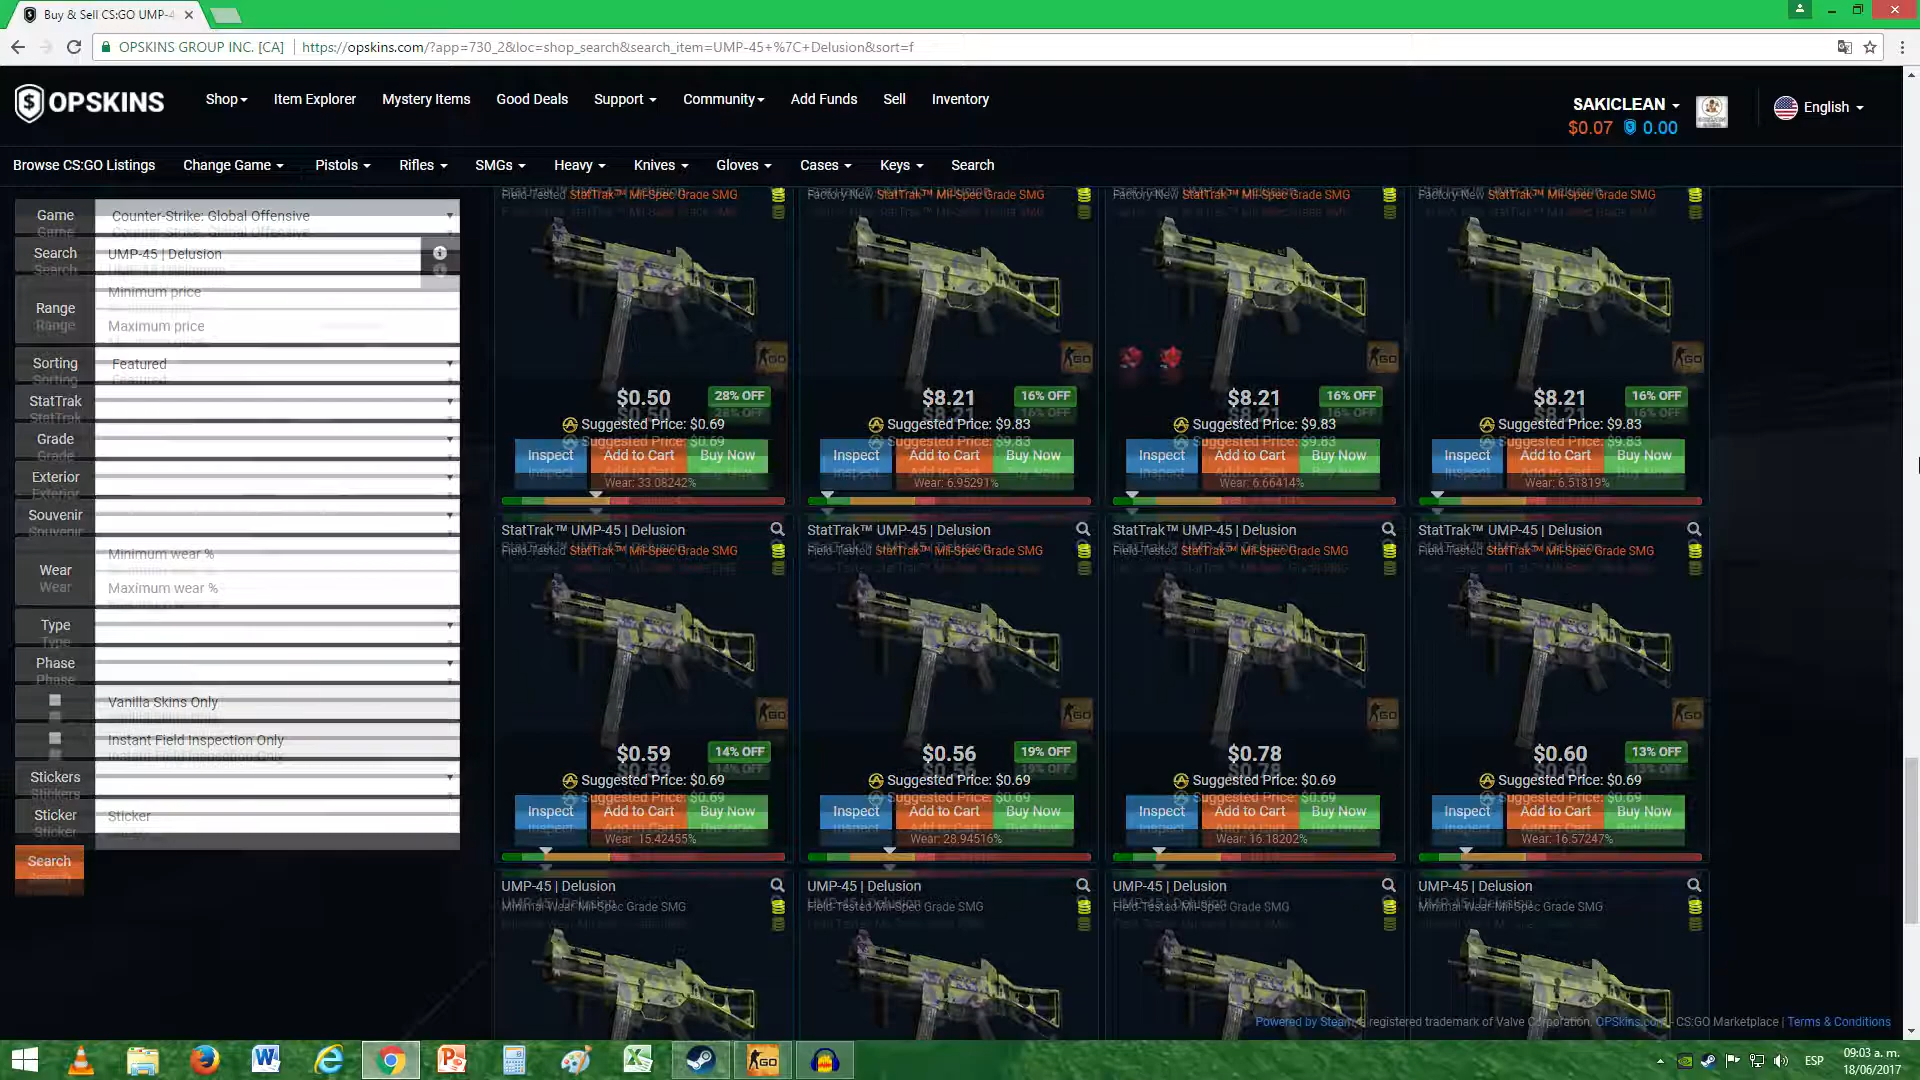 Buy & Sell CS:GO UMP-4
OPSKINS GROUP INC. [CA] https://opskins.com/?app=730_2&loc=shop_search&search_item=UMP-45+%7C+Delusion&sort=f
OPSKINS
Shop Item Explorer Mystery Items Good Deals Support Community Add Funds Sell Inventory
SAKICLEAN
$0.07 0.00
English
Browse CS:GO Listings Change Game Pistols Rifles SMGs Heavy Knives Gloves Cases Keys Search
Game Counter-Strike: Global Offensive
Search UMP-45 | Delusion
Range Minimum price
Maximum price
Sorting Featured
StatTrak
Grade
Exterior
Souvenir
Wear Minimum wear %
Maximum wear %
Type
Phase
Vanilla Skins Only
Instant Field Inspection Only
Stickers
Sticker Sticker
Search
Field-Tested StatTrak™ Mil-Spec Grade SMG
$0.50 28% OFF
Suggested Price: $0.69
Inspect Add to Cart Buy Now
Wear: 33.08242%
Factory New StatTrak™ Mil-Spec Grade SMG
$8.21 16% OFF
Suggested Price: $9.83
Inspect Add to Cart Buy Now
Wear: 6.95291%
Factory New StatTrak™ Mil-Spec Grade SMG
$8.21 16% OFF
Suggested Price: $9.83
Inspect Add to Cart Buy Now
Wear: 6.66414%
Factory New StatTrak™ Mil-Spec Grade SMG
$8.21 16% OFF
Suggested Price: $9.83
Inspect Add to Cart Buy Now
Wear: 6.51819%
StatTrak™ UMP-45 | Delusion
Field-Tested StatTrak™ Mil-Spec Grade SMG
$0.59 14% OFF
Suggested Price: $0.69
Inspect Add to Cart Buy Now
Wear: 15.42455%
StatTrak™ UMP-45 | Delusion
Field-Tested StatTrak™ Mil-Spec Grade SMG
$0.56 19% OFF
Suggested Price: $0.69
Inspect Add to Cart Buy Now
Wear: 28.94516%
StatTrak™ UMP-45 | Delusion
Field-Tested StatTrak™ Mil-Spec Grade SMG
$0.78
Suggested Price: $0.69
Inspect Add to Cart Buy Now
Wear: 16.18202%
StatTrak™ UMP-45 | Delusion
Field-Tested StatTrak™ Mil-Spec Grade SMG
$0.60 13% OFF
Suggested Price: $0.69
Inspect Add to Cart Buy Now
Wear: 16.57247%
UMP-45 | Delusion
Minimal Wear Mil-Spec Grade SMG
UMP-45 | Delusion
Field-Tested Mil-Spec Grade SMG
UMP-45 | Delusion
Field-Tested Mil-Spec Grade SMG
UMP-45 | Delusion
Minimal Wear Mil-Spec Grade SMG
Powered by Steam, a registered trademark of Valve Corporation. OPSkins.com - CS:GO Marketplace | Terms & Conditions
ESP
09:03 a. m.
18/06/2017